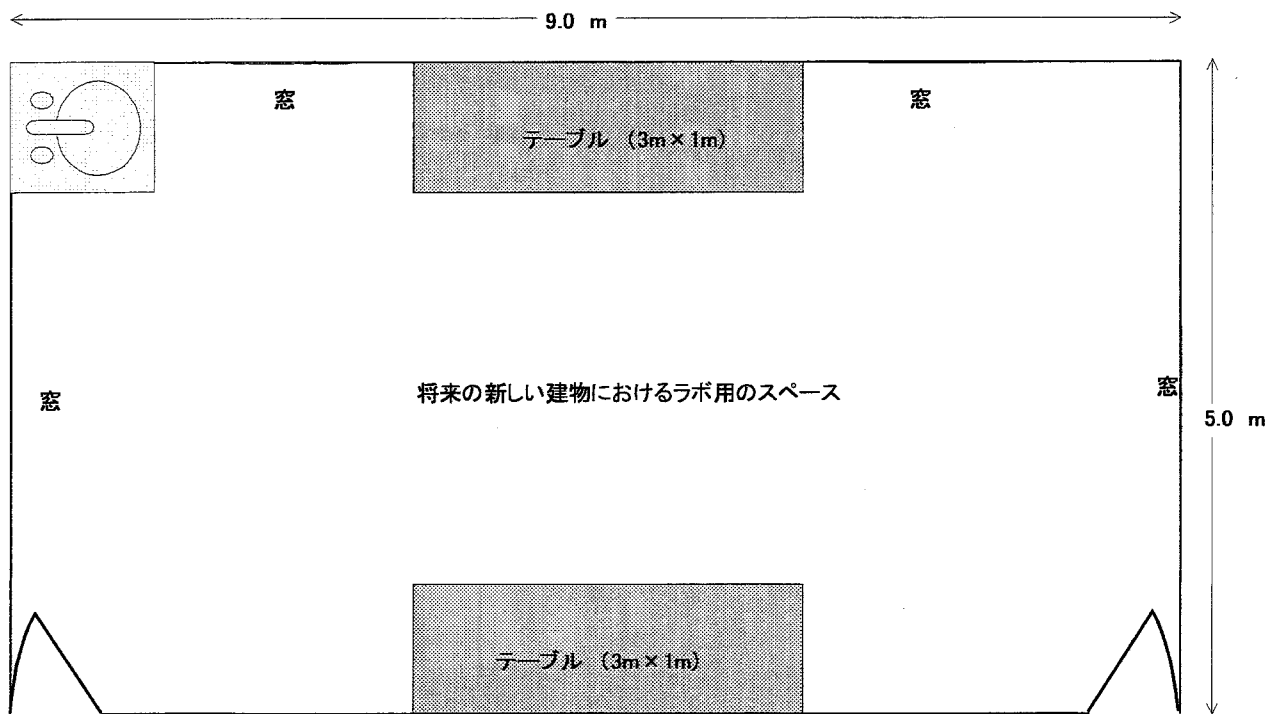 9.0 m
窓
テーブル (3m×1m)
窓
窓
将来の新しい建物におけるラボ用のスペース
窓
5.0 m
テーブル (3m×1m)